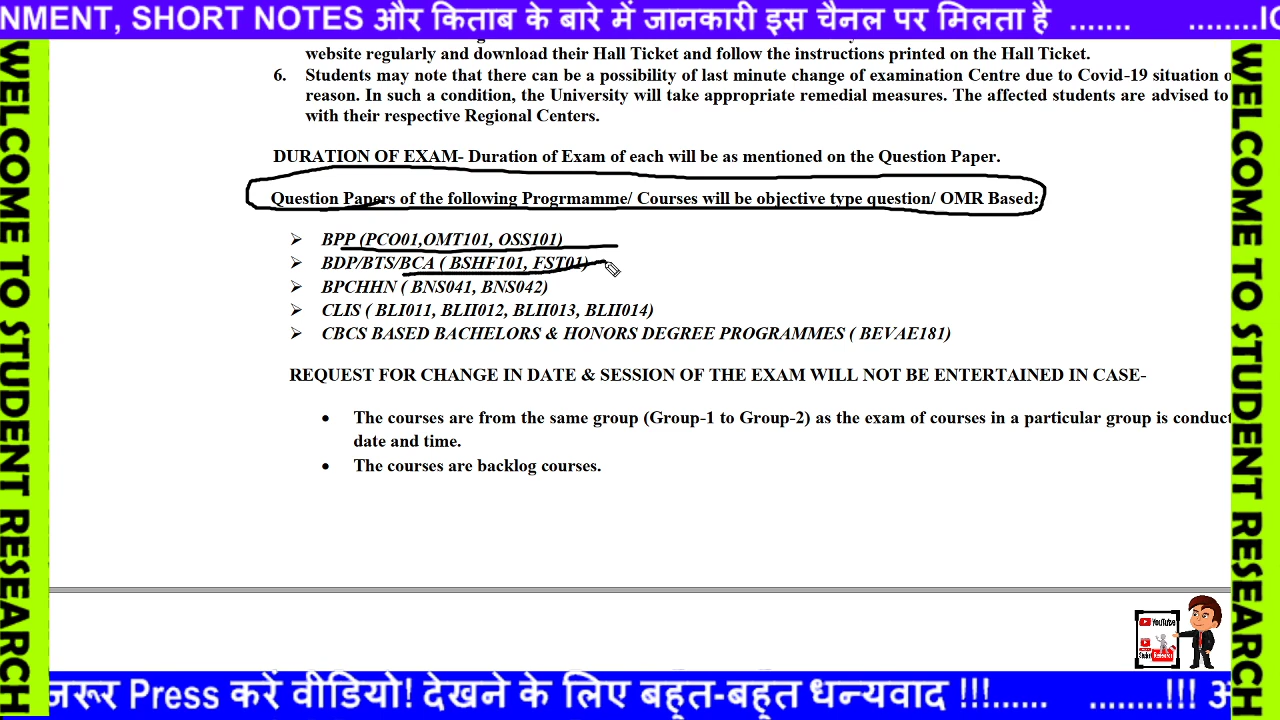 NMENT, SHORT NOTES और किताब के बारे में जानकारी इस चैनल पर मिलता है ....... ........IG
WELCOME TO STUDENT RESEARCH
website regularly and download their Hall Ticket and follow the instructions printed on the Hall Ticket.
6. Students may note that there can be a possibility of last minute change of examination Centre due to Covid-19 situation o
reason. In such a condition, the University will take appropriate remedial measures. The affected students are advised to
with their respective Regional Centers.
DURATION OF EXAM- Duration of Exam of each will be as mentioned on the Question Paper.
Question Papers of the following Progrmamme/ Courses will be objective type question/ OMR Based:
➢ BPP (PCO01,OMT101, OSS101)
➢ BDP/BTS/BCA ( BSHF101, FST01)
➢ BPCHHN ( BNS041, BNS042)
➢ CLIS ( BLI011, BLII012, BLII013, BLII014)
➢ CBCS BASED BACHELORS & HONORS DEGREE PROGRAMMES ( BEVAE181)
REQUEST FOR CHANGE IN DATE & SESSION OF THE EXAM WILL NOT BE ENTERTAINED IN CASE-
• The courses are from the same group (Group-1 to Group-2) as the exam of courses in a particular group is conduct
date and time.
• The courses are backlog courses.
WELCOME TO STUDENT RESEARCH
YouTube
जरूर Press करें वीडियो! देखने के लिए बहुत-बहुत धन्यवाद !!!...... ........!!! अ